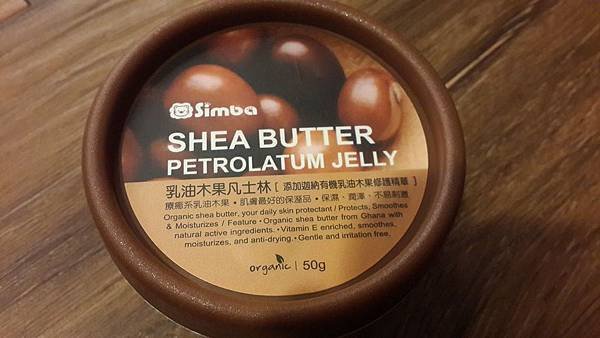 Simba
SHEA BUTTER
PETROLATUM JELLY
乳油木果凡士林 [ 添加迦納有機乳油木果修護精華 ]
療癒系乳油木果・肌膚最好的保溼品・保濕、潤澤、不易刺激
Organic shea butter, your daily skin protectant / Protects, Smoothes
& Moisturizes / Feature・Organic shea butter from Ghana with
natural active ingredients.・Vitamin E enriched, smoothes,
moisturizes, and anti-drying.・Gentle and irritation free.
organic | 50g